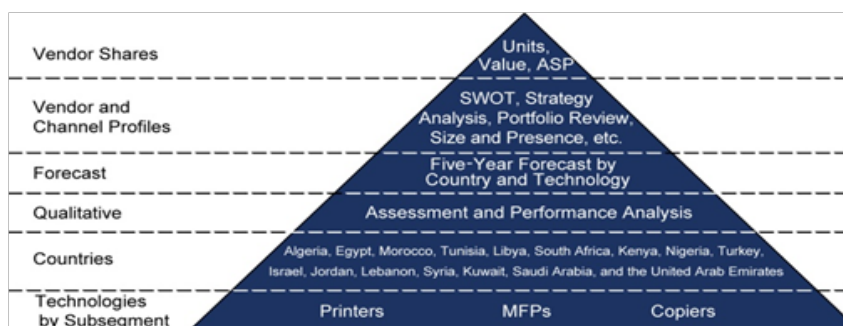 Vendor Shares
Units,
Value, ASP
Vendor and
Channel Profiles
SWOT, Strategy
Analysis, Portfolio Review,
Size and Presence, etc.
Forecast
Five-Year Forecast by
Country and Technology
Qualitative
Assessment and Performance Analysis
Countries
Algeria, Egypt, Morocco, Tunisia, Libya, South Africa, Kenya, Nigeria, Turkey,
Israel, Jordan, Lebanon, Syria, Kuwait, Saudi Arabia, and the United Arab Emirates
Technologies
by Subsegment
Printers MFPs Copiers